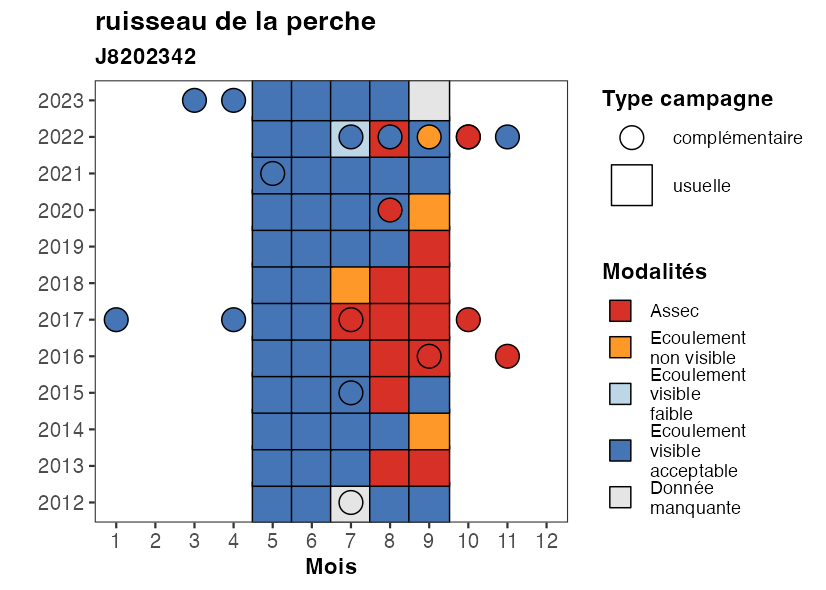 ruisseau de la perche
J8202342
2023
2022
2021
2020
2019
2018
2017
2016
2015
2014
2013
2012
1 2 3 4 5 6 7 8 9 10 11 12
Mois
Type campagne
complémentaire
usuelle
Modalités
Assec
Ecoulement
non visible
Ecoulement
visible
faible
Ecoulement
visible
acceptable
Donnée
manquante